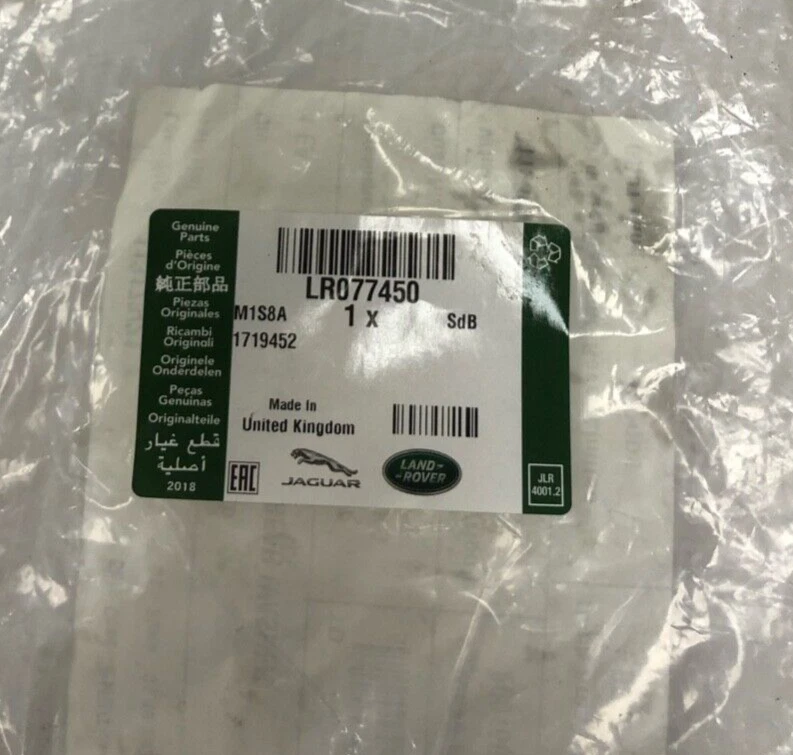 Genuine
Parts
Pièces
d'Origine
純正部品
Piezas
Originales
Ricambi
Originali
Originele
Onderdelen
Peças
Genuinas
Originalteile
قطع غيار
أصلية
2018
LR077450
M1S8A
1 X
SdB
1719452
Made In
United Kingdom
EAC
JAGUAR
LAND-
-ROVER
JLR
4001.2